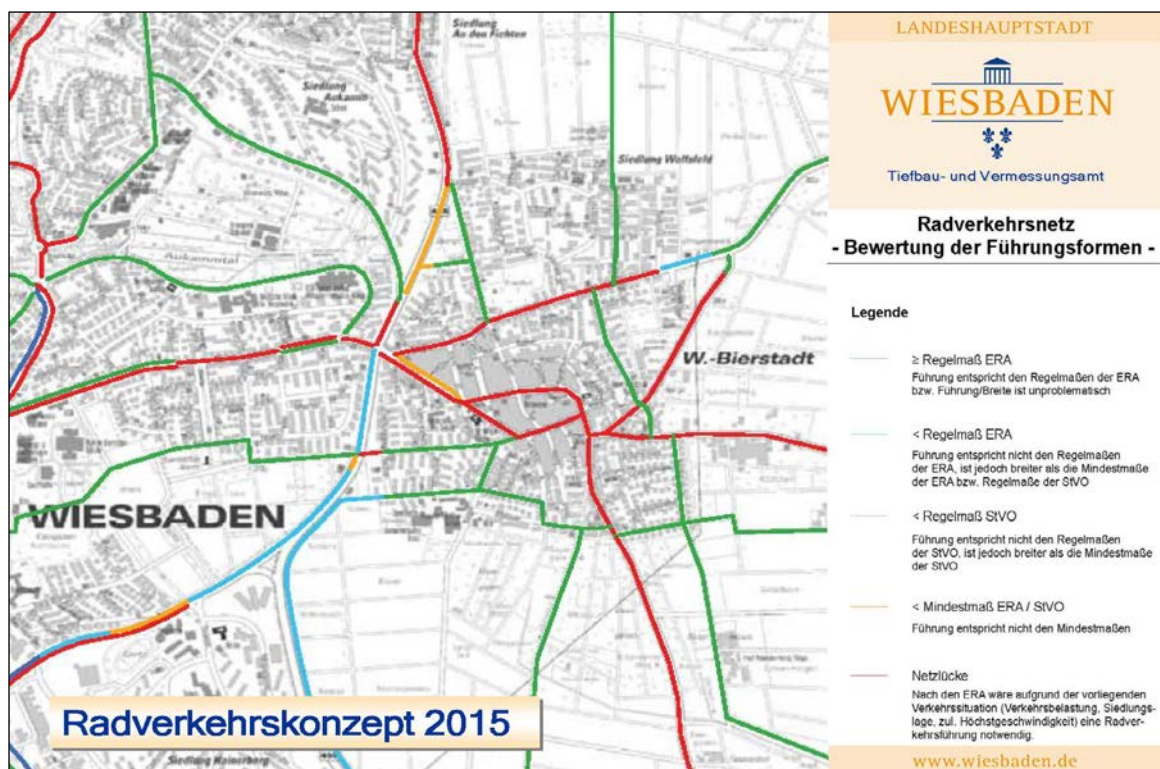 Siedlung
An den Fichten
Siedlung
Aukamm
Siedlung Wolfsfeld
Aukammtal
W.-Bierstadt
WIESBADEN
Radverkehrskonzept 2015
Siedlung Hainerberg
LANDESHAUPTSTADT
WIESBADEN
Tiefbau- und Vermessungsamt
Radverkehrsnetz
- Bewertung der Führungsformen -
Legende
≥ Regelmaß ERA
Führung entspricht den Regelmaßen der ERA
bzw. Führung/Breite ist unproblematisch
< Regelmaß ERA
Führung entspricht nicht den Regelmaßen
der ERA, ist jedoch breiter als die Mindestmaße
der ERA bzw. Regelmaße der StVO
< Regelmaß StVO
Führung entspricht nicht den Regelmaßen
der StVO, ist jedoch breiter als die Mindestmaße
der StVO
< Mindestmaß ERA / StVO
Führung entspricht nicht den Mindestmaßen
Netzlücke
Nach den ERA wäre aufgrund der vorliegenden
Verkehrssituation (Verkehrsbelastung, Siedlungs-
lage, zul. Höchstgeschwindigkeit) eine Radver-
kehrsführung notwendig.
www.wiesbaden.de